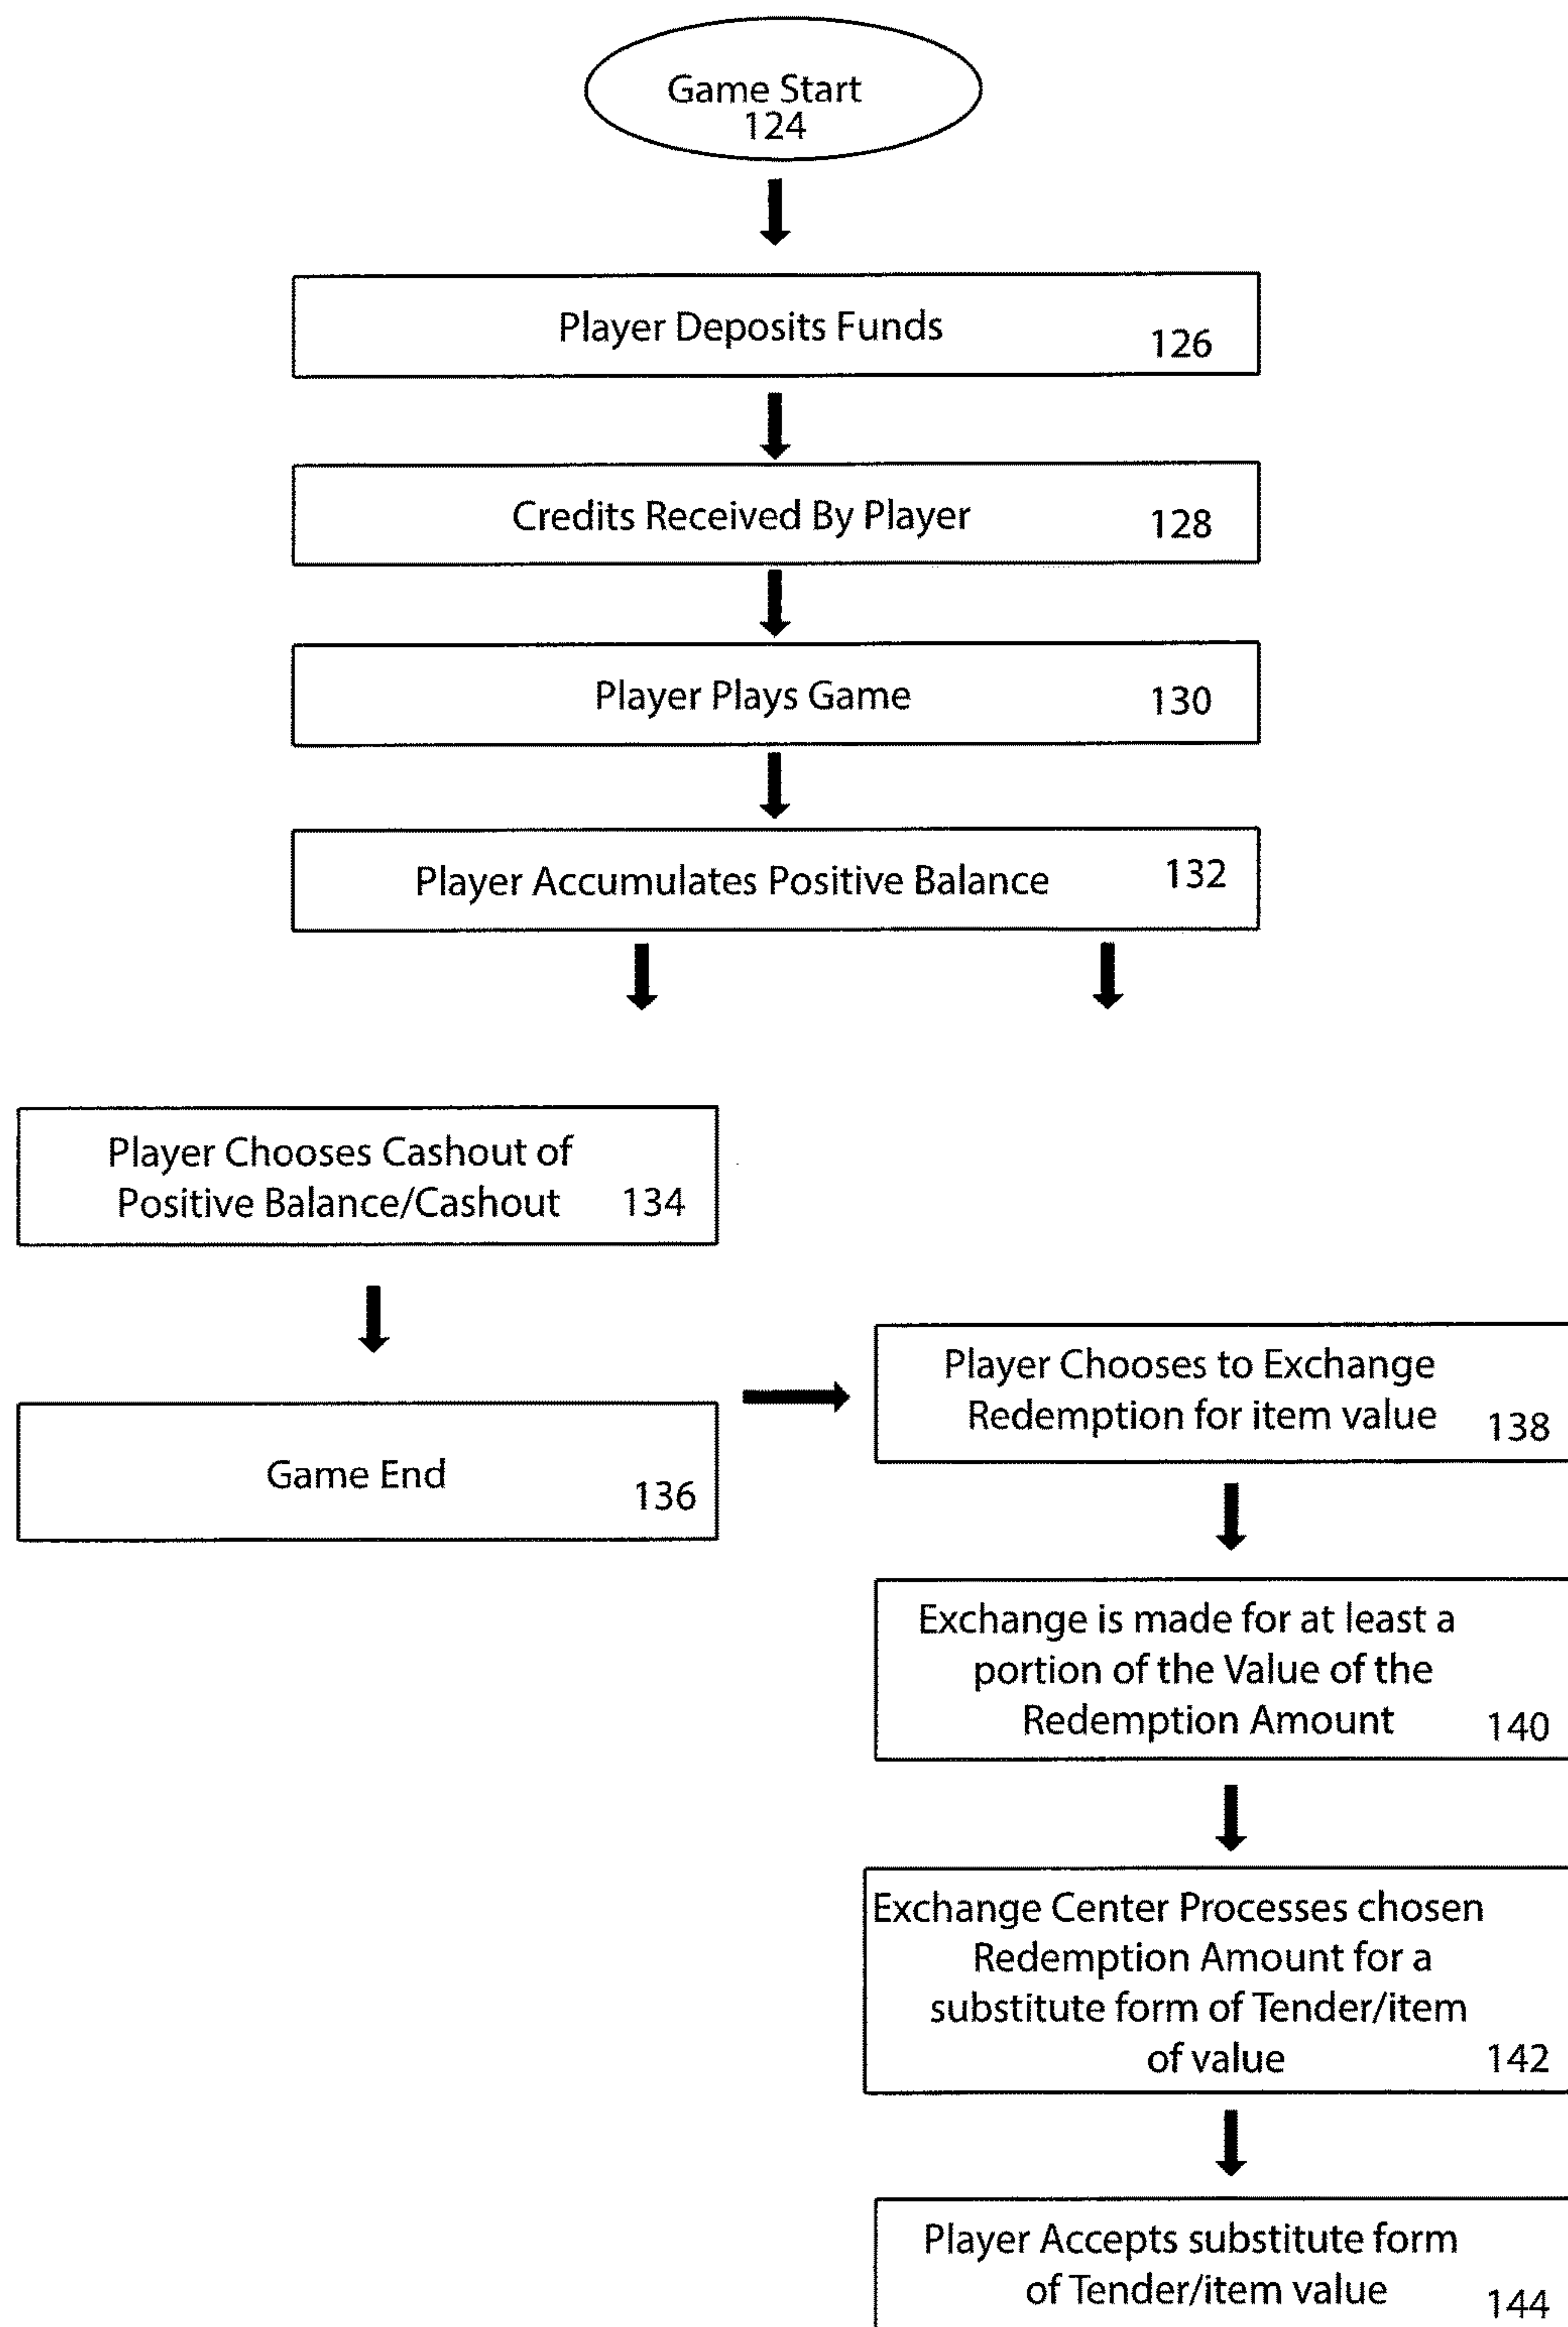 Game Start
124
Player Deposits Funds 126
Credits Received By Player 128
Player Plays Game 130
Player Accumulates Positive Balance 132
Player Chooses Cashout of
Positive Balance/Cashout 134
Game End
136
Player Chooses to Exchange
Redemption for item value 138
Exchange is made for at least a
portion of the Value of the
Redemption Amount 140
Exchange Center Processes chosen
Redemption Amount for a
substitute form of Tender/item
of value 142
Player Accepts substitute form
of Tender/item value 144